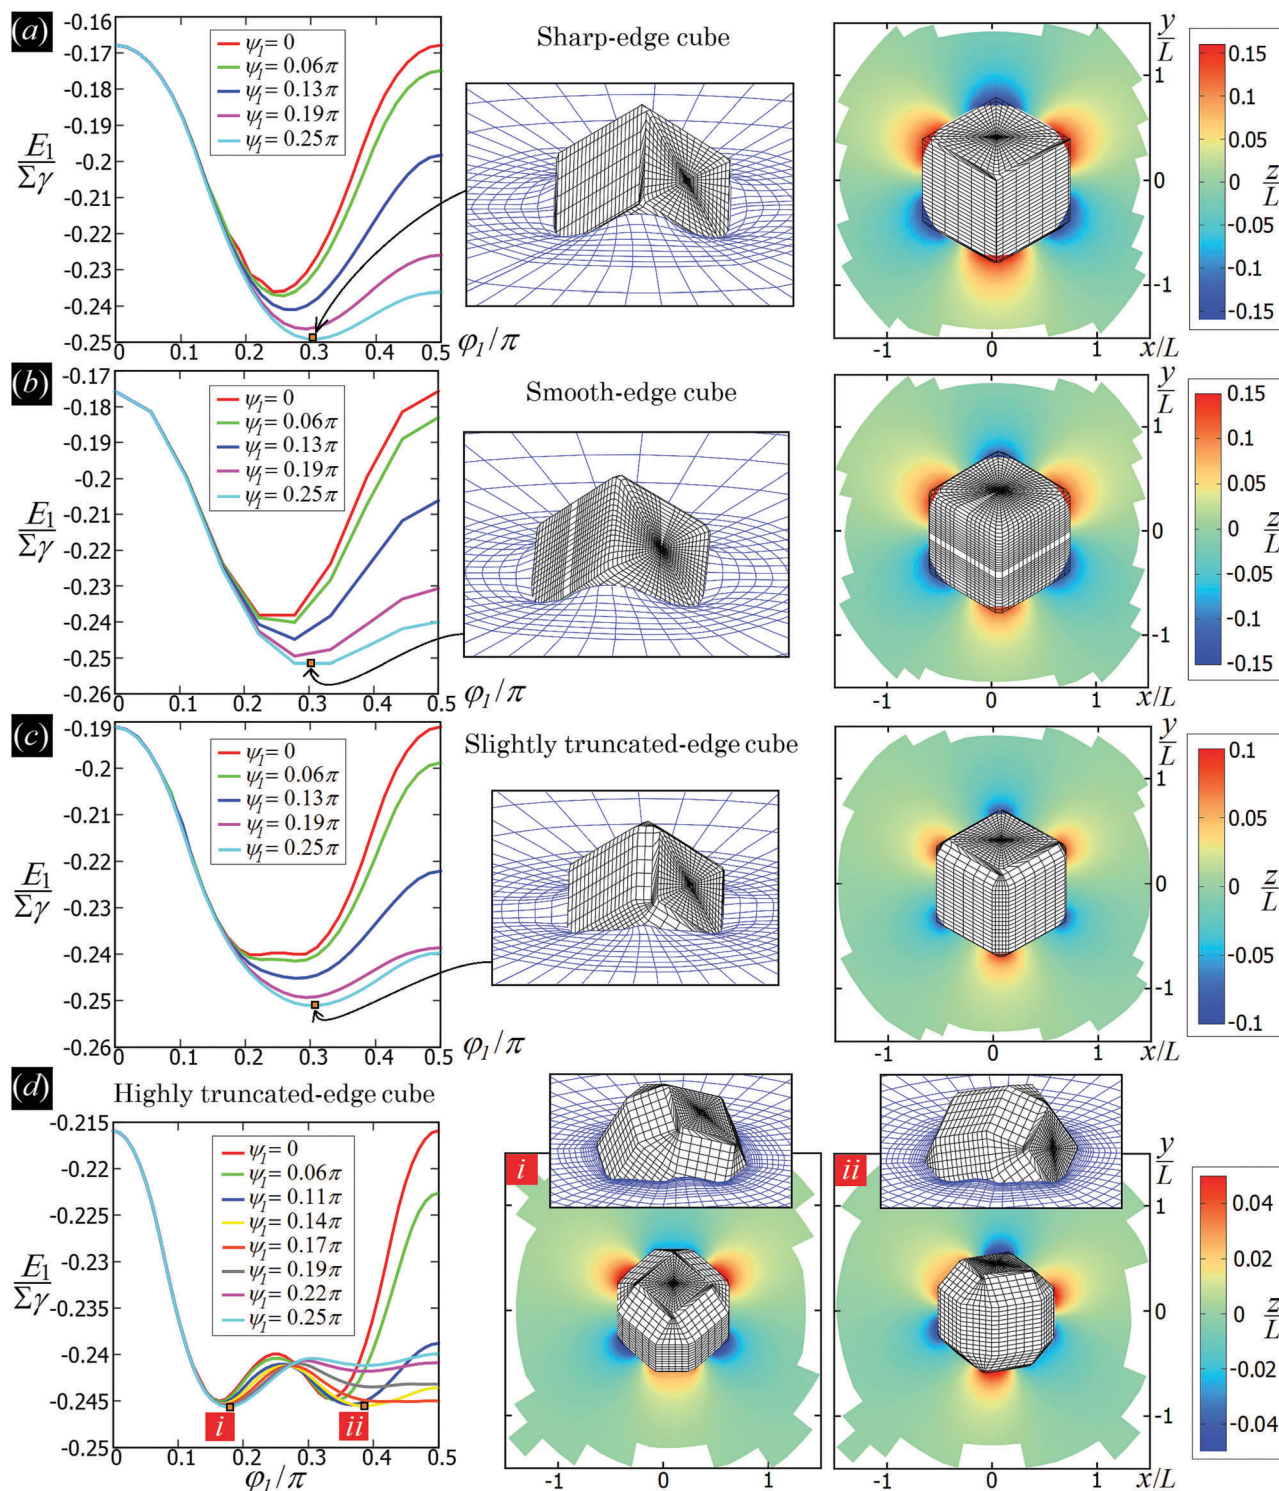 (a)
Sharp-edge cube
-0.16
-0.17
-0.18
-0.19
-0.2
-0.21
-0.22
-0.23
-0.24
-0.25
E₁/Σγ
ψ₁= 0
ψ₁= 0.06π
ψ₁= 0.13π
ψ₁= 0.19π
ψ₁= 0.25π
0 0.1 0.2 0.3 0.4 0.5
φ₁/π
y/L
1
0
-1
-1 0 1
x/L
0.15
0.1
0.05
0
-0.05
-0.1
-0.15
z/L
(b)
Smooth-edge cube
-0.17
-0.18
-0.19
-0.2
-0.21
-0.22
-0.23
-0.24
-0.25
-0.26
E₁/Σγ
ψ₁= 0
ψ₁= 0.06π
ψ₁= 0.13π
ψ₁= 0.19π
ψ₁= 0.25π
0 0.1 0.2 0.3 0.4 0.5
φ₁/π
y/L
1
0
-1
-1 0 1
x/L
0.15
0.1
0.05
0
-0.05
-0.1
-0.15
z/L
(c)
Slightly truncated-edge cube
-0.19
-0.2
-0.21
-0.22
-0.23
-0.24
-0.25
-0.26
E₁/Σγ
ψ₁= 0
ψ₁= 0.06π
ψ₁= 0.13π
ψ₁= 0.19π
ψ₁= 0.25π
0 0.1 0.2 0.3 0.4 0.5
φ₁/π
y/L
1
0
-1
-1 0 1
x/L
0.1
0.05
0
-0.05
-0.1
z/L
(d)
Highly truncated-edge cube
-0.215
-0.22
-0.225
-0.23
-0.235
-0.24
-0.245
-0.25
E₁/Σγ
ψ₁= 0
ψ₁= 0.06π
ψ₁= 0.11π
ψ₁= 0.14π
ψ₁= 0.17π
ψ₁= 0.19π
ψ₁= 0.22π
ψ₁= 0.25π
i
ii
0 0.1 0.2 0.3 0.4 0.5
φ₁/π
i
-1 0 1
ii
y/L
1
0
-1
-1 0 1
x/L
0.04
0.02
0
-0.02
-0.04
z/L